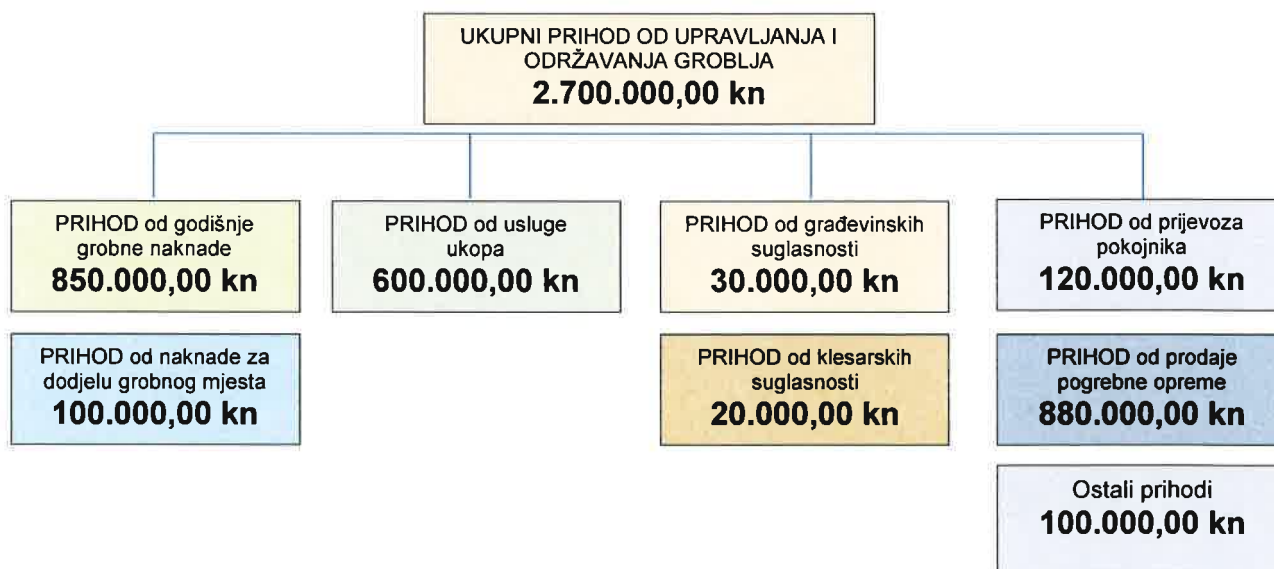 UKUPNI PRIHOD OD UPRAVLJANJA I
ODRŽAVANJA GROBLJA
2.700.000,00 kn
PRIHOD od godišnje
grobne naknade
850.000,00 kn
PRIHOD od usluge
ukopa
600.000,00 kn
PRIHOD od građevinskih
suglasnosti
30.000,00 kn
PRIHOD od prijevoza
pokojnika
120.000,00 kn
PRIHOD od naknade za
dodjelu grobnog mjesta
100.000,00 kn
PRIHOD od klesarskih
suglasnosti
20.000,00 kn
PRIHOD od prodaje
pogrebne opreme
880.000,00 kn
Ostali prihodi
100.000,00 kn